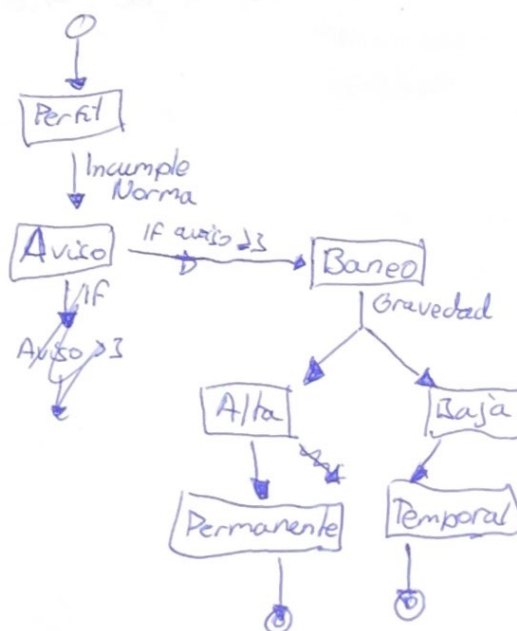 Perfil
Incumple
Norma
Aviso
IF aviso >3
Baneo
IF
Aviso >3
Gravedad
Alta
Baja
Permanente
Temporal